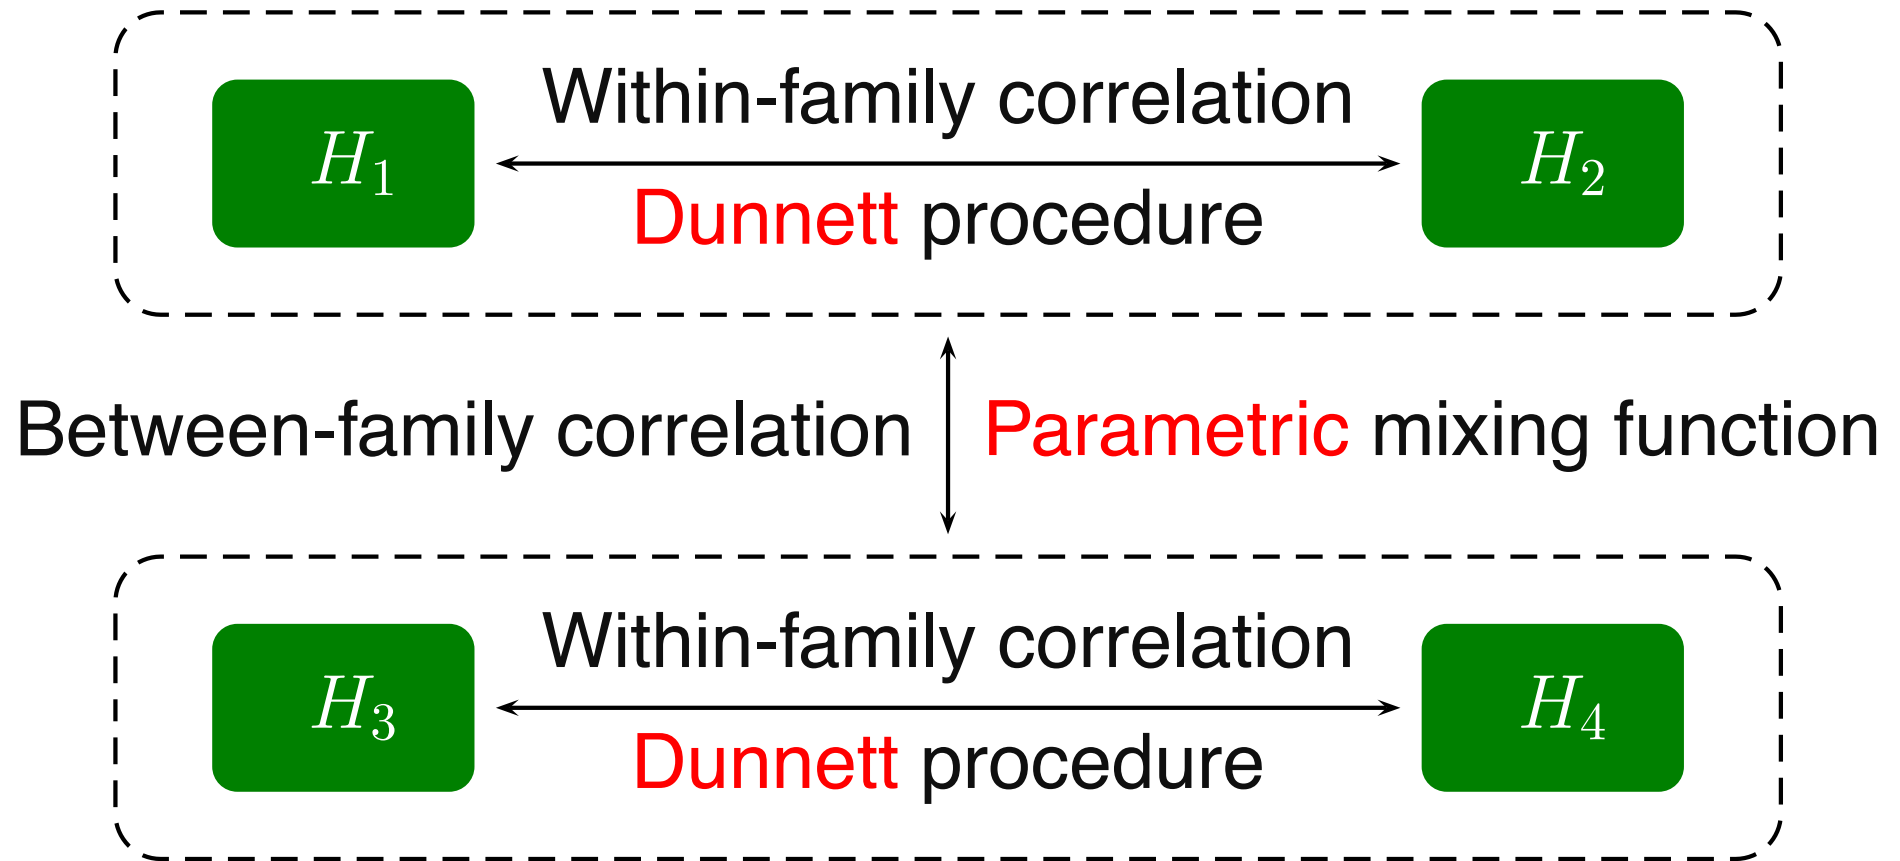 Within-family correlation
H₁ H₂
Dunnett procedure
Between-family correlation Parametric mixing function
Within-family correlation
H₃ H₄
Dunnett procedure